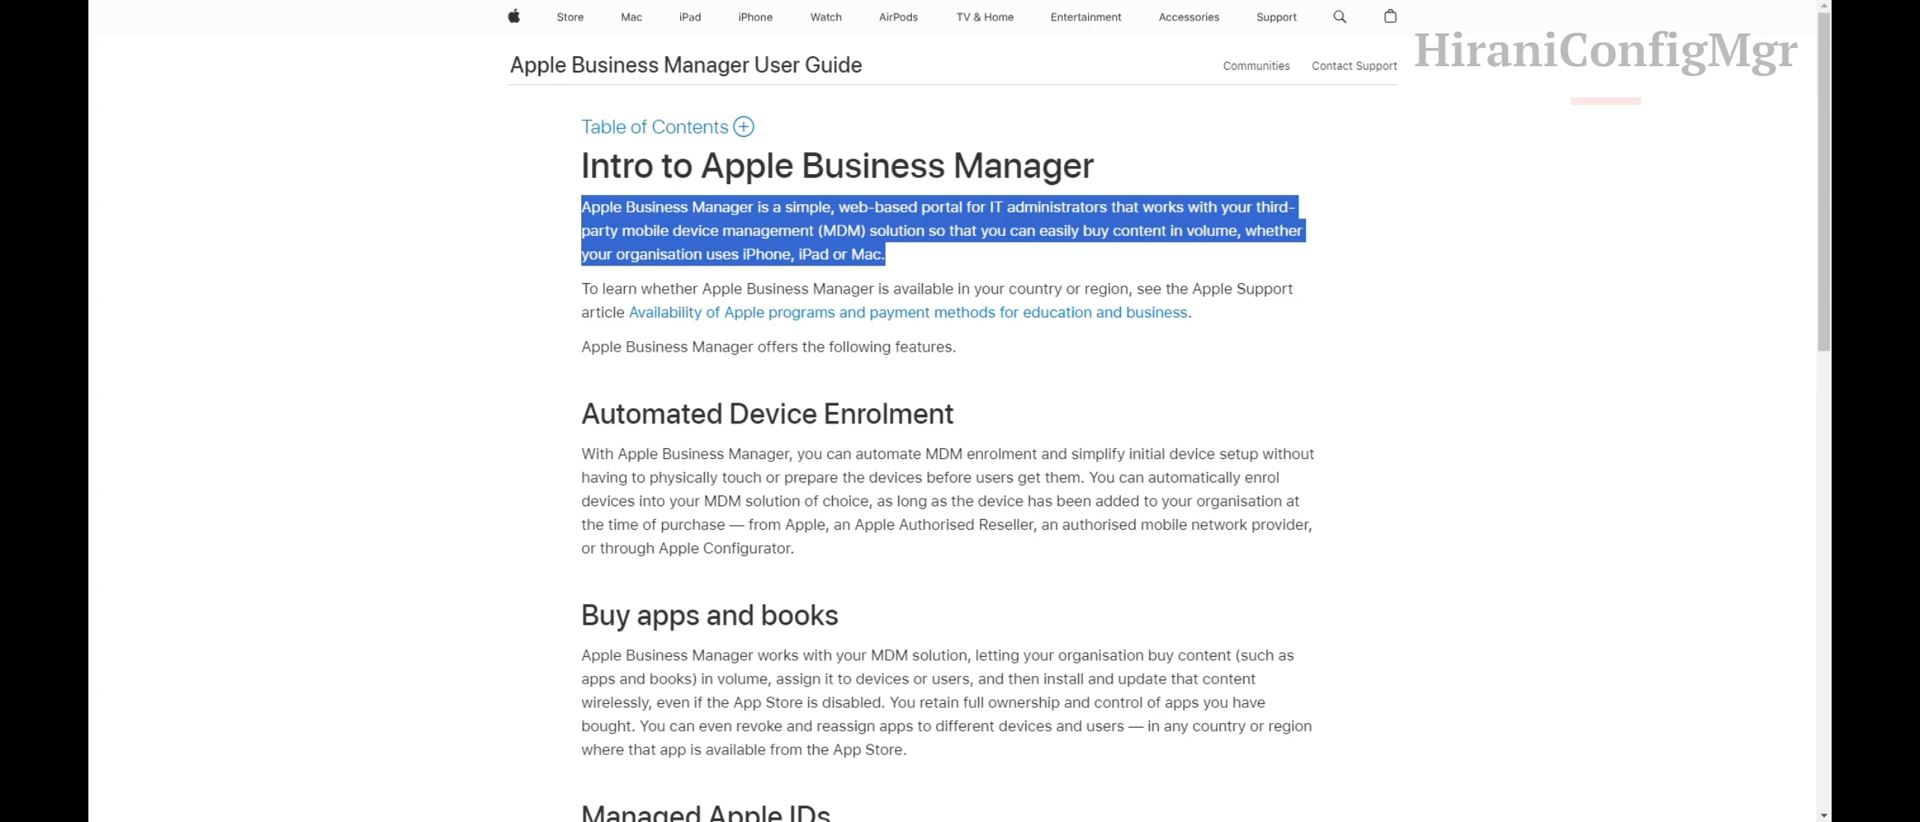 Store Mac iPad iPhone Watch AirPods TV & Home Entertainment Accessories Support
HiraniConfigMgr
Apple Business Manager User Guide
Communities Contact Support
Table of Contents
Intro to Apple Business Manager
Apple Business Manager is a simple, web-based portal for IT administrators that works with your third-
party mobile device management (MDM) solution so that you can easily buy content in volume, whether
your organisation uses iPhone, iPad or Mac.
To learn whether Apple Business Manager is available in your country or region, see the Apple Support
article Availability of Apple programs and payment methods for education and business.
Apple Business Manager offers the following features.
Automated Device Enrolment
With Apple Business Manager, you can automate MDM enrolment and simplify initial device setup without
having to physically touch or prepare the devices before users get them. You can automatically enrol
devices into your MDM solution of choice, as long as the device has been added to your organisation at
the time of purchase — from Apple, an Apple Authorised Reseller, an authorised mobile network provider,
or through Apple Configurator.
Buy apps and books
Apple Business Manager works with your MDM solution, letting your organisation buy content (such as
apps and books) in volume, assign it to devices or users, and then install and update that content
wirelessly, even if the App Store is disabled. You retain full ownership and control of apps you have
bought. You can even revoke and reassign apps to different devices and users — in any country or region
where that app is available from the App Store.
Managed Apple IDs